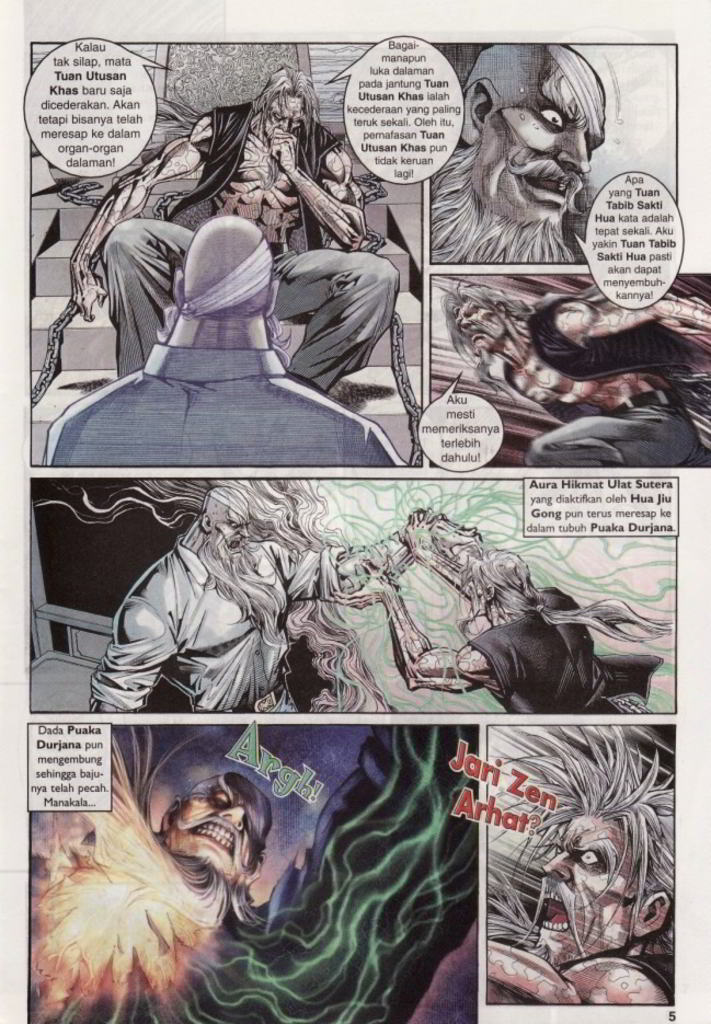 Kalau
tak silap, mata
Tuan Utusan
Khas baru saja
dicederakan. Akan
tetapi bisanya telah
meresap ke dalam
organ-organ
dalaman!
Bagai-
manapun
luka dalaman
pada jantung Tuan
Utusan Khas ialah
kecederaan yang paling
teruk sekali. Oleh itu,
pernafasan Tuan
Utusan Khas pun
tidak keruan
lagi!
Apa
yang Tuan
Tabib Sakti
Hua kata adalah
tepat sekali. Aku
yakin Tuan Tabib
Sakti Hua pasti
akan dapat
menyembuh-
kannya!
Aku
mesti
memeriksanya
terlebih
dahulu!
Aura Hikmat Ulat Sutera
yang diaktifkan oleh Hua Jiu
Gong pun terus meresap ke
dalam tubuh Puaka Durjana.
Dada Puaka
Durjana pun
mengembung
sehingga baju-
nya telah pecah.
Manakala...
Argh!
Jari Zen
Arhat?
5